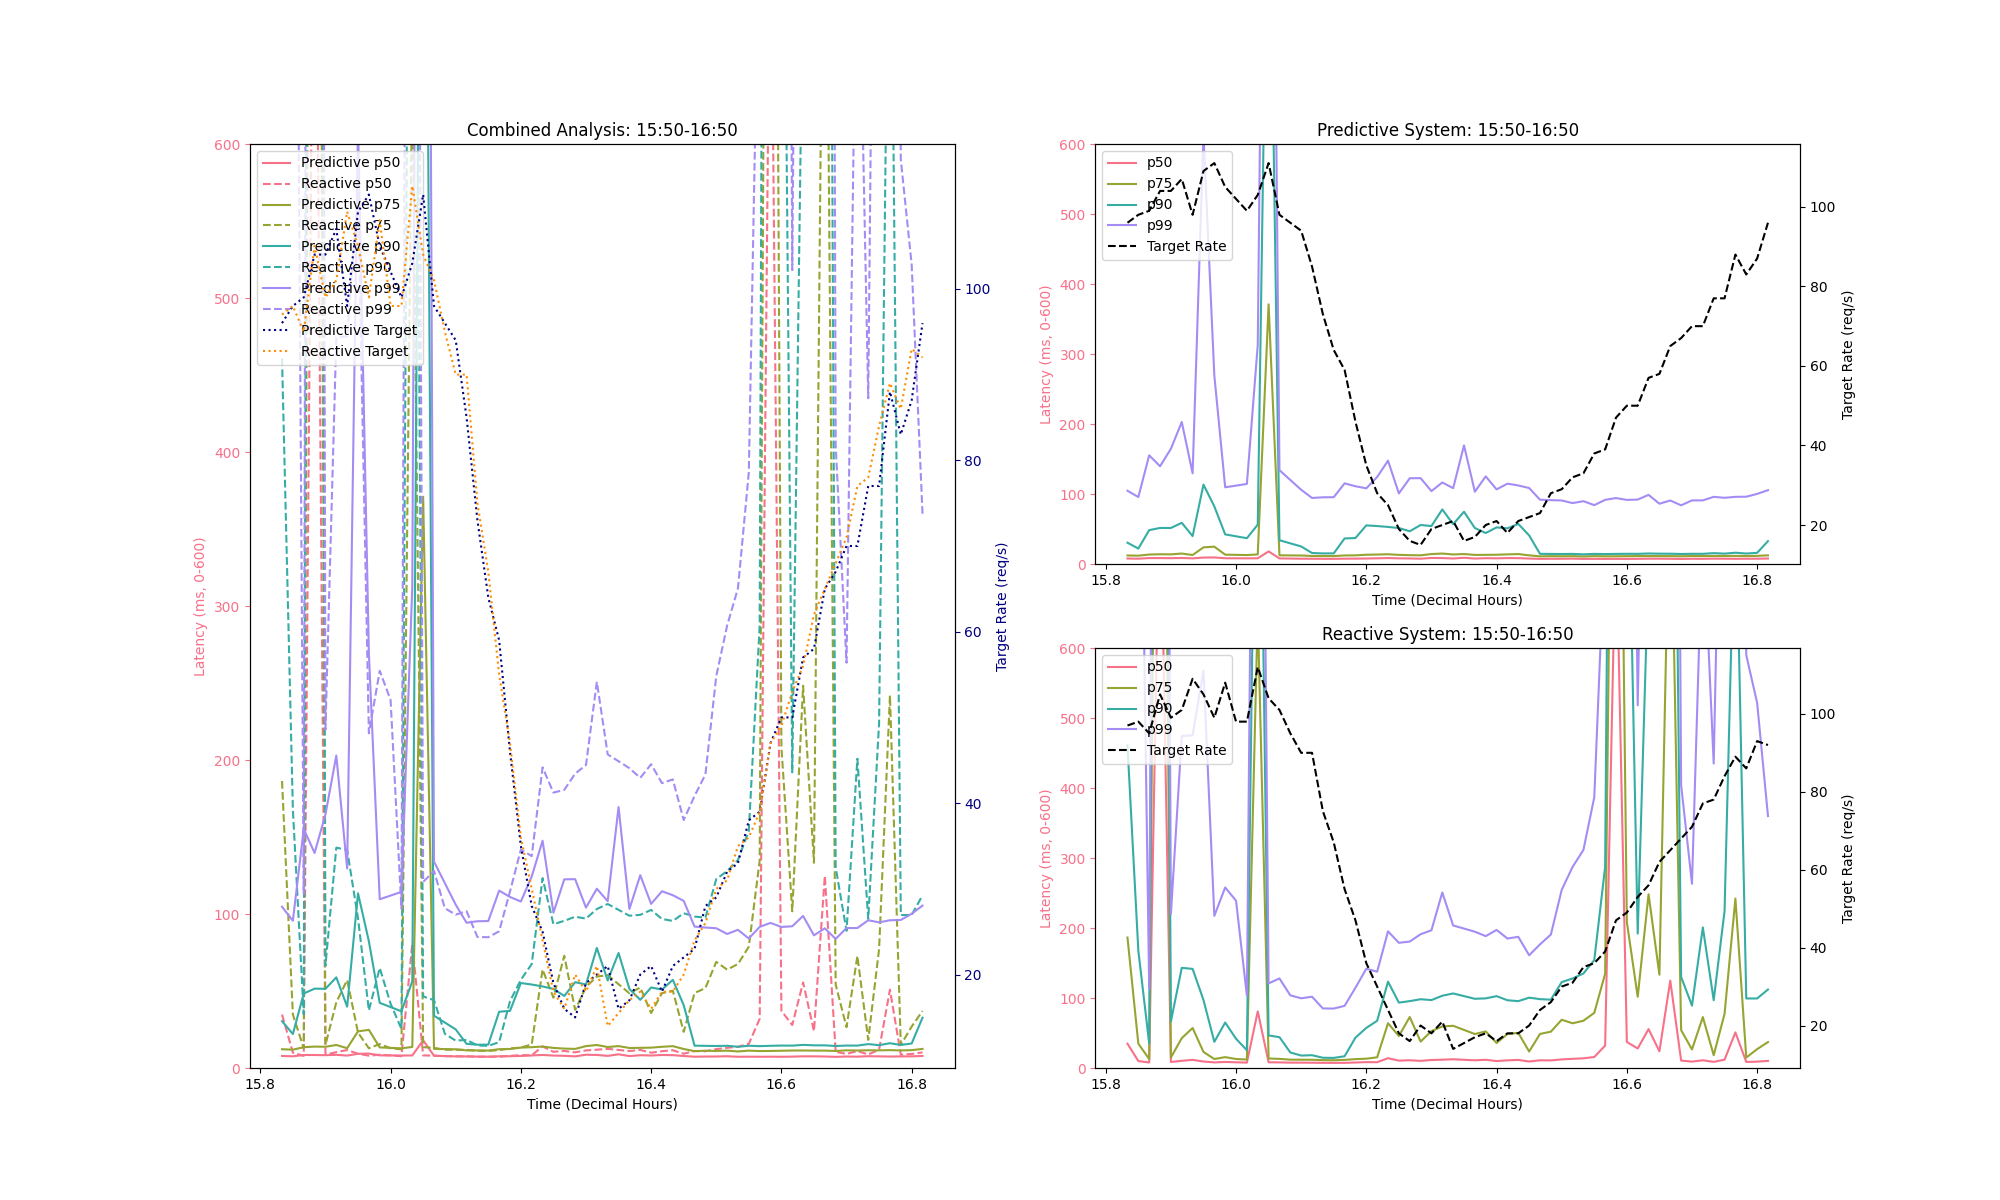 Combined Analysis: 15:50-16:50
Predictive p50
Reactive p50
Predictive p75
Reactive p75
Predictive p90
Reactive p90
Predictive p99
Reactive p99
Predictive Target
Reactive Target
600
500
400
300
200
100
0
Latency (ms, 0-600)
100
80
60
40
20
Target Rate (req/s)
15.8 16.0 16.2 16.4 16.6 16.8
Time (Decimal Hours)
Predictive System: 15:50-16:50
p50
p75
p90
p99
Target Rate
600
500
400
300
200
100
0
Latency (ms, 0-600)
100
80
60
40
20
Target Rate (req/s)
15.8 16.0 16.2 16.4 16.6 16.8
Time (Decimal Hours)
Reactive System: 15:50-16:50
p50
p75
p90
p99
Target Rate
600
500
400
300
200
100
0
Latency (ms, 0-600)
100
80
60
40
20
Target Rate (req/s)
15.8 16.0 16.2 16.4 16.6 16.8
Time (Decimal Hours)